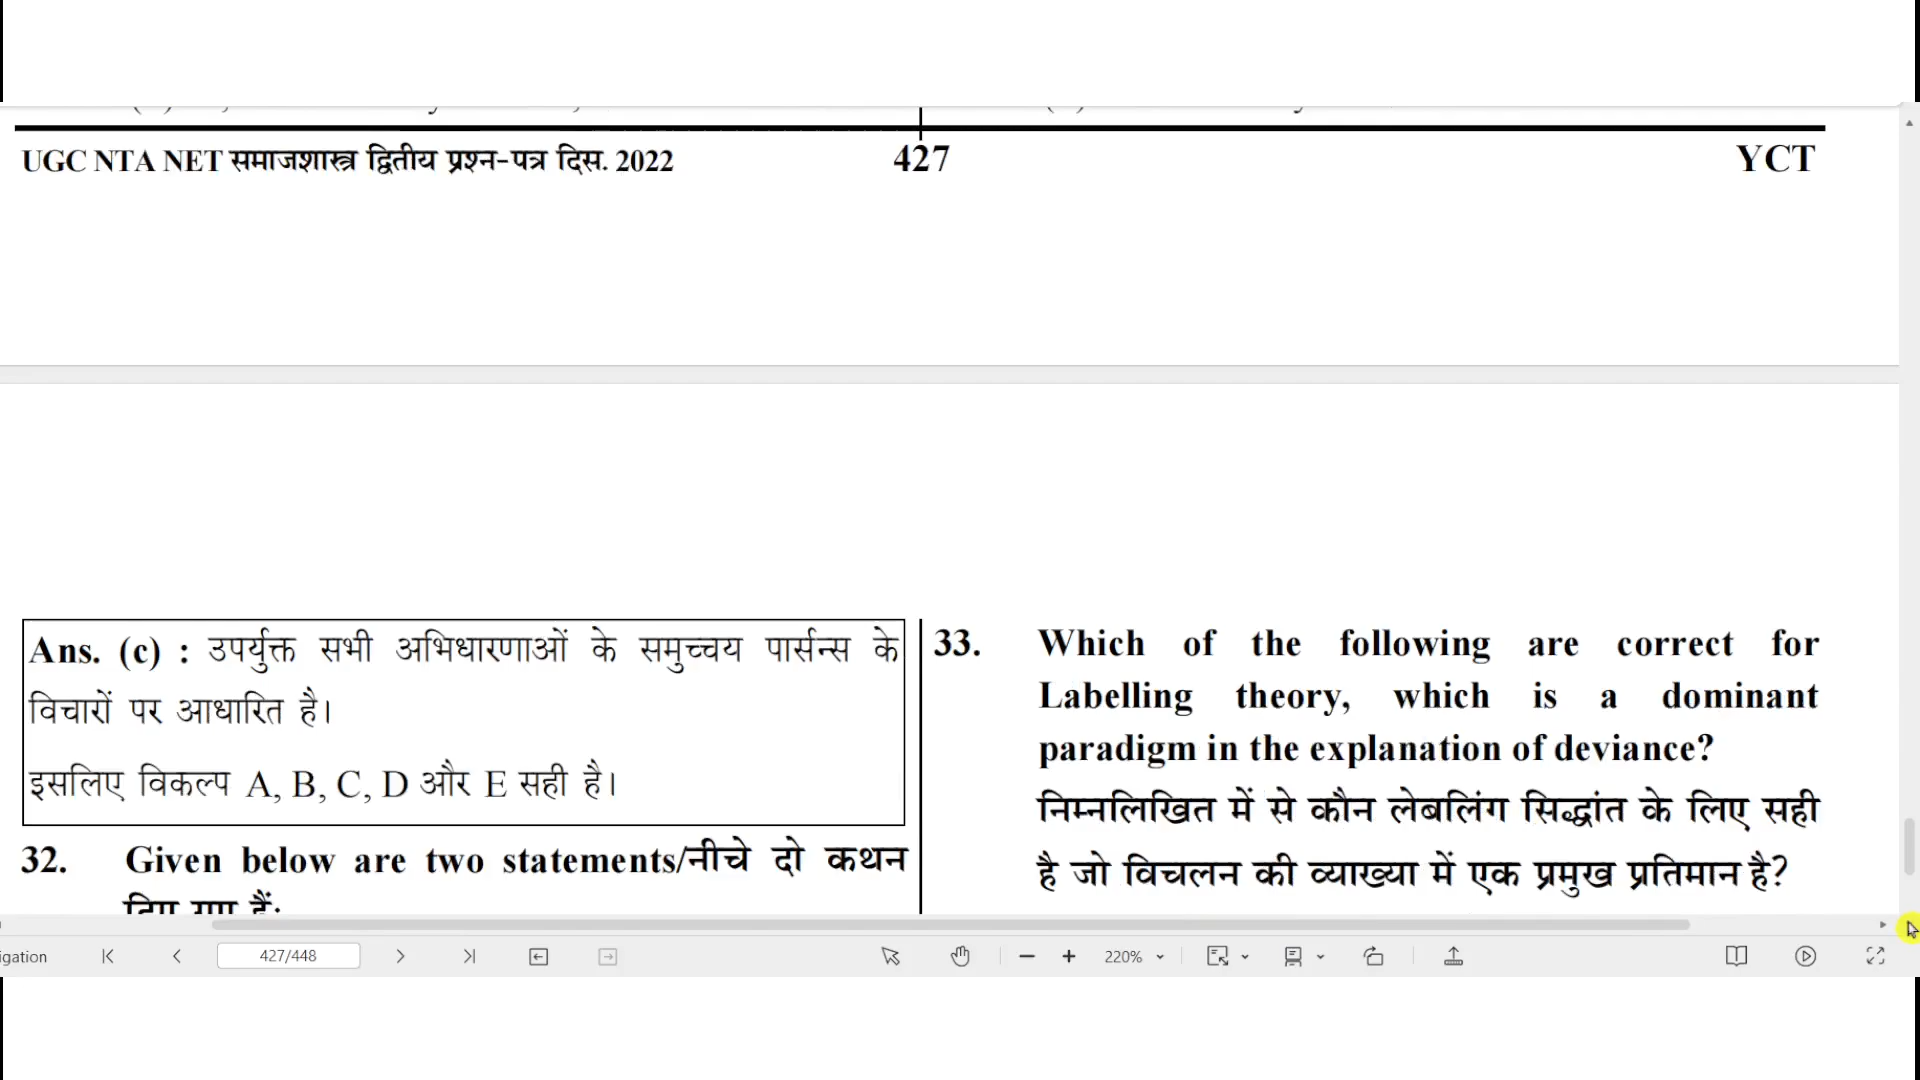 UGC NTA NET समाजशास्त्र द्वितीय प्रश्न-पत्र दिस. 2022
427
YCT
Ans. (c) : उपर्युक्त सभी अभिधारणाओं के समुच्चय पार्सन्स के
विचारों पर आधारित है।
इसलिए विकल्प A, B, C, D और E सही है।
32. Given below are two statements/नीचे दो कथन
दिए गए हैं:
33. Which of the following are correct for
Labelling theory, which is a dominant
paradigm in the explanation of deviance?
निम्नलिखित में से कौन लेबलिंग सिद्धांत के लिए सही
है जो विचलन की व्याख्या में एक प्रमुख प्रतिमान है?
igation
427/448
220%